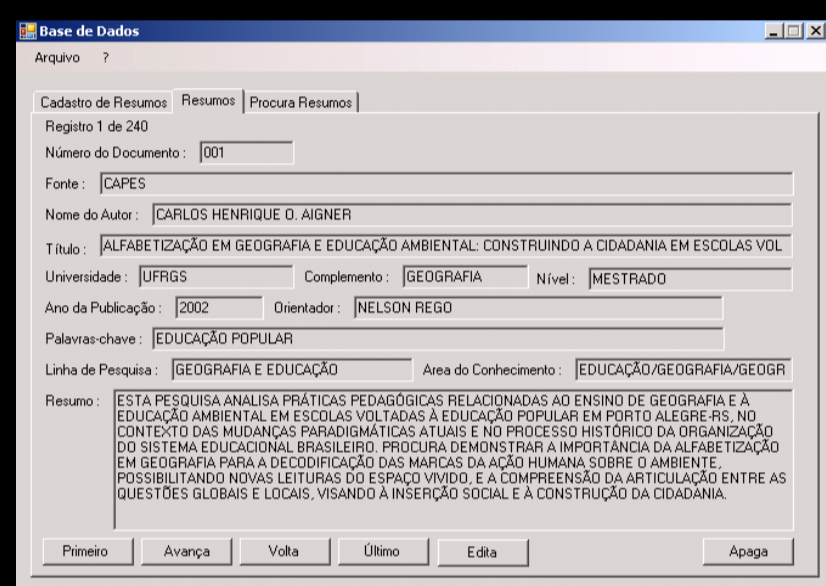 Base de Dados
Arquivo ?
Cadastro de Resumos Resumos Procura Resumos
Registro 1 de 240
Número do Documento : 001
Fonte : CAPES
Nome do Autor : CARLOS HENRIQUE O. AIGNER
Título : ALFABETIZAÇÃO EM GEOGRAFIA E EDUCAÇÃO AMBIENTAL: CONSTRUINDO A CIDADANIA EM ESCOLAS VOL
Universidade : UFRGS Complemento : GEOGRAFIA Nível : MESTRADO
Ano da Publicação : 2002 Orientador : NELSON REGO
Palavras-chave : EDUCAÇÃO POPULAR
Linha de Pesquisa : GEOGRAFIA E EDUCAÇÃO Area do Conhecimento : EDUCAÇÃO/GEOGRAFIA/GEOGR
Resumo : ESTA PESQUISA ANALISA PRÁTICAS PEDAGÓGICAS RELACIONADAS AO ENSINO DE GEOGRAFIA E À
EDUCAÇÃO AMBIENTAL EM ESCOLAS VOLTADAS À EDUCAÇÃO POPULAR EM PORTO ALEGRE-RS, NO
CONTEXTO DAS MUDANÇAS PARADIGMÁTICAS ATUAIS E NO PROCESSO HISTÓRICO DA ORGANIZAÇÃO
DO SISTEMA EDUCACIONAL BRASILEIRO. PROCURA DEMONSTRAR A IMPORTÂNCIA DA ALFABETIZAÇÃO
EM GEOGRAFIA PARA A DECODIFICAÇÃO DAS MARCAS DA AÇÃO HUMANA SOBRE O AMBIENTE,
POSSIBILITANDO NOVAS LEITURAS DO ESPAÇO VIVIDO, E A COMPREENSÃO DA ARTICULAÇÃO ENTRE AS
QUESTÕES GLOBAIS E LOCAIS, VISANDO À INSERÇÃO SOCIAL E À CONSTRUÇÃO DA CIDADANIA.
Primeiro Avança Volta Último Edita Apaga